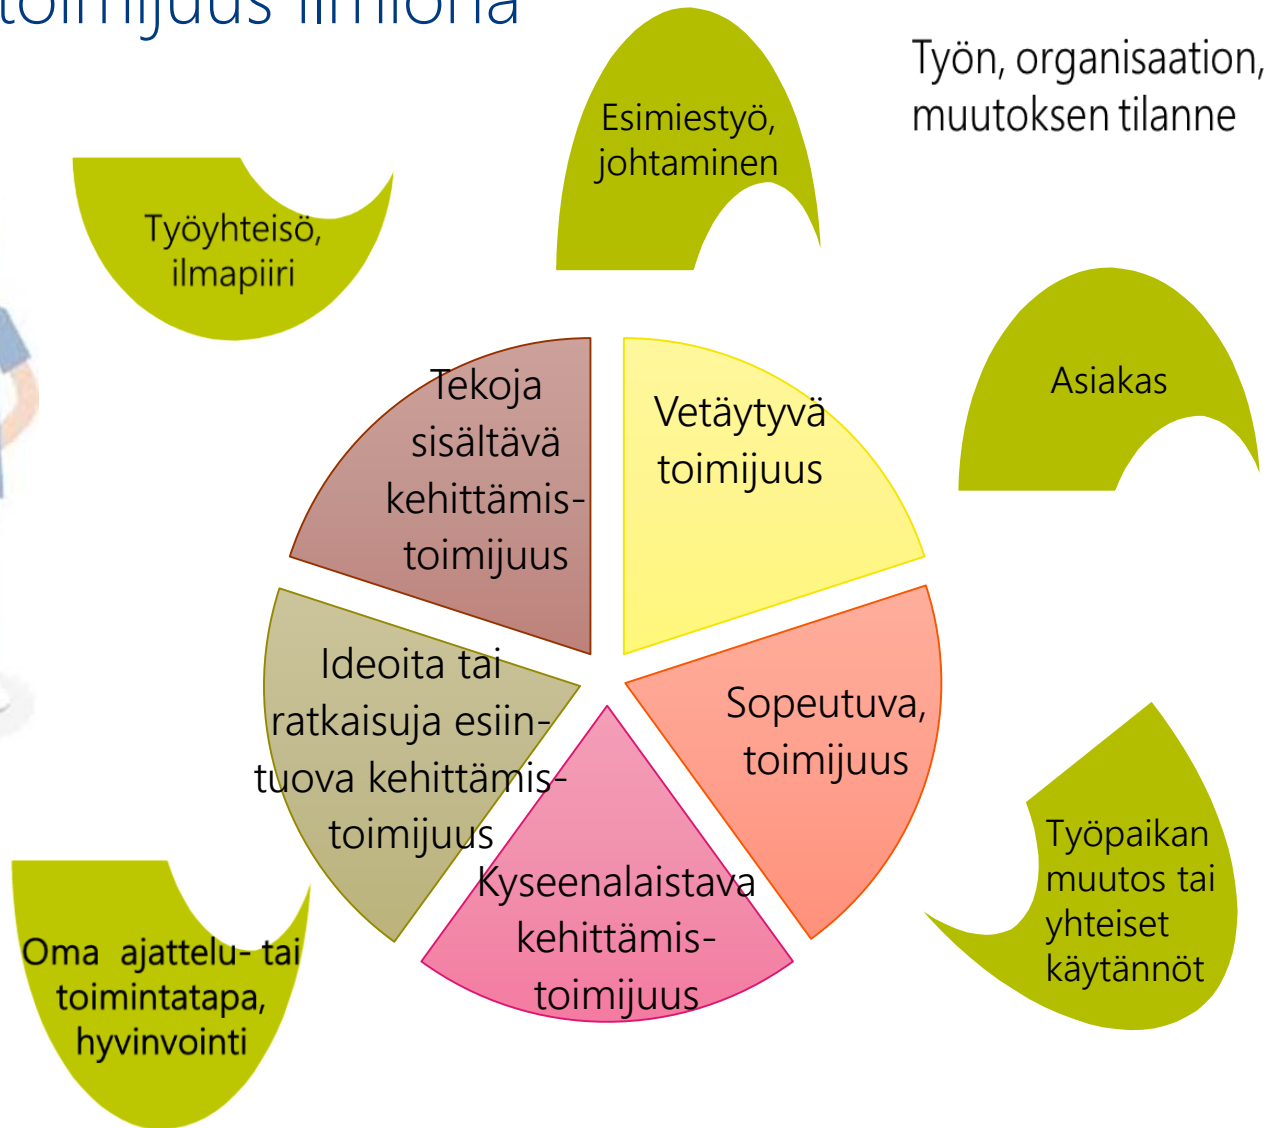 toimijuus ilmiönä
Työn, organisaation,
muutoksen tilanne
Esimiestyö,
johtaminen
Työyhteisö,
ilmapiiri
Asiakas
Tekoja
sisältävä
kehittämis-
toimijuus
Vetäytyvä
toimijuus
Ideoita tai
ratkaisuja esiin-
tuova kehittämis-
toimijuus
Sopeutuva,
toimijuus
Kyseenalaistava
kehittämis-
toimijuus
Työpaikan
muutos tai
yhteiset
käytännöt
Oma ajattelu- tai
toimintatapa,
hyvinvointi